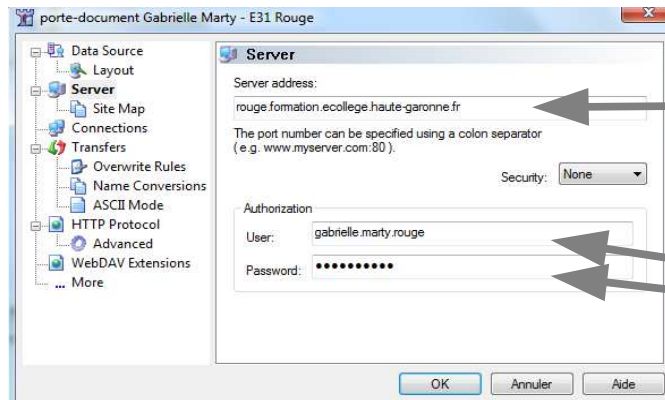 porte-document Gabrielle Marty - E31 Rouge
Data Source
Layout
Server
Site Map
Connections
Transfers
Overwrite Rules
Name Conversions
ASCII Mode
HTTP Protocol
Advanced
WebDAV Extensions
... More
Server
Server address:
rouge.formation.ecollege.haute-garonne.fr
The port number can be specified using a colon separator
( e.g. www.myserver.com:80 ).
Security: None
Authorization
User: gabrielle.marty.rouge
Password: ••••••••••
OK Annuler Aide